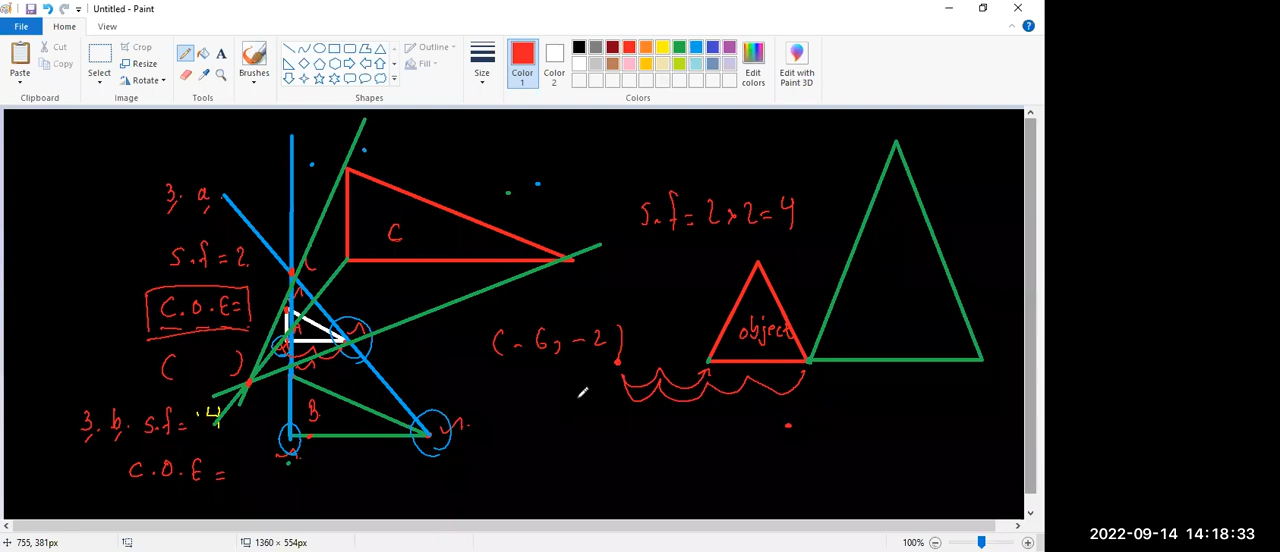 Untitled - Paint
File
Home
View
Paste
Cut
Copy
Clipboard
Select
Crop
Resize
Rotate
Image
Tools
Brushes
Shapes
Outline
Fill
Size
Color 1
Color 2
Colors
Edit colors
Edit with Paint 3D
3. a.
S.f = 2.
C.O.E =
( )
3. b. S.f = 4
C.O.E =
C
A
B
S.f = 2 x 2 = 4
(-6, -2)
object
755, 381px
1360 × 554px
100%
2022-09-14 14:18:33